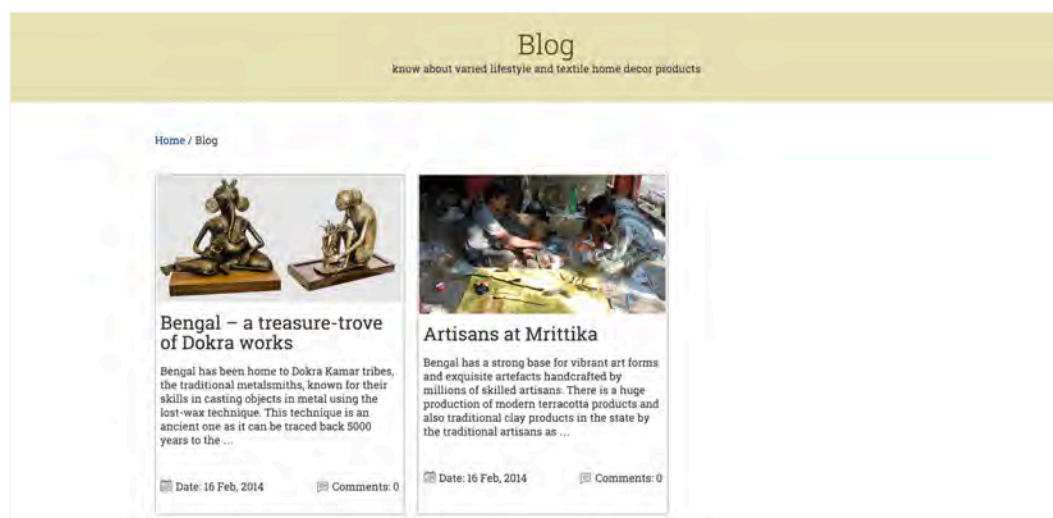 Blog
know about varied lifestyle and textile home decor products
Home / Blog
Bengal – a treasure-trove
of Dokra works
Bengal has been home to Dokra Kamar tribes,
the traditional metalsmiths, known for their
skills in casting objects in metal using the
lost-wax technique. This technique is an
ancient one as it can be traced back 5000
years to the ...
Date: 16 Feb, 2014
Comments: 0
Artisans at Mrittika
Bengal has a strong base for vibrant art forms
and exquisite artefacts handcrafted by
millions of skilled artisans. There is a huge
production of modern terracotta products and
also traditional clay products in the state by
the traditional artisans as ...
Date: 16 Feb, 2014
Comments: 0